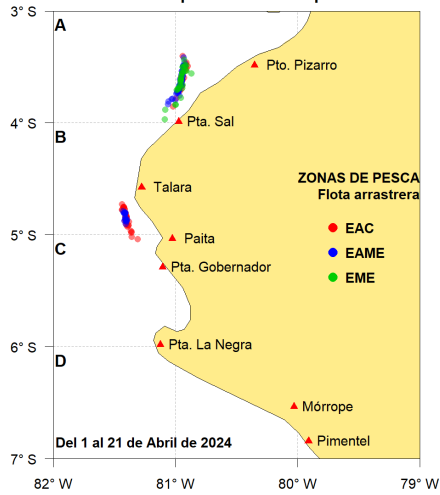 3° S
A
Pto. Pizarro
4° S
Pta. Sal
B
ZONAS DE PESCA
Flota arrastrera
Talara
EAC
5° S
Paita
EAME
C
Pta. Gobernador
EME
6° S
Pta. La Negra
D
Mórrope
Del 1 al 21 de Abril de 2024
Pimentel
7° S
82° W
81° W
80° W
79° W